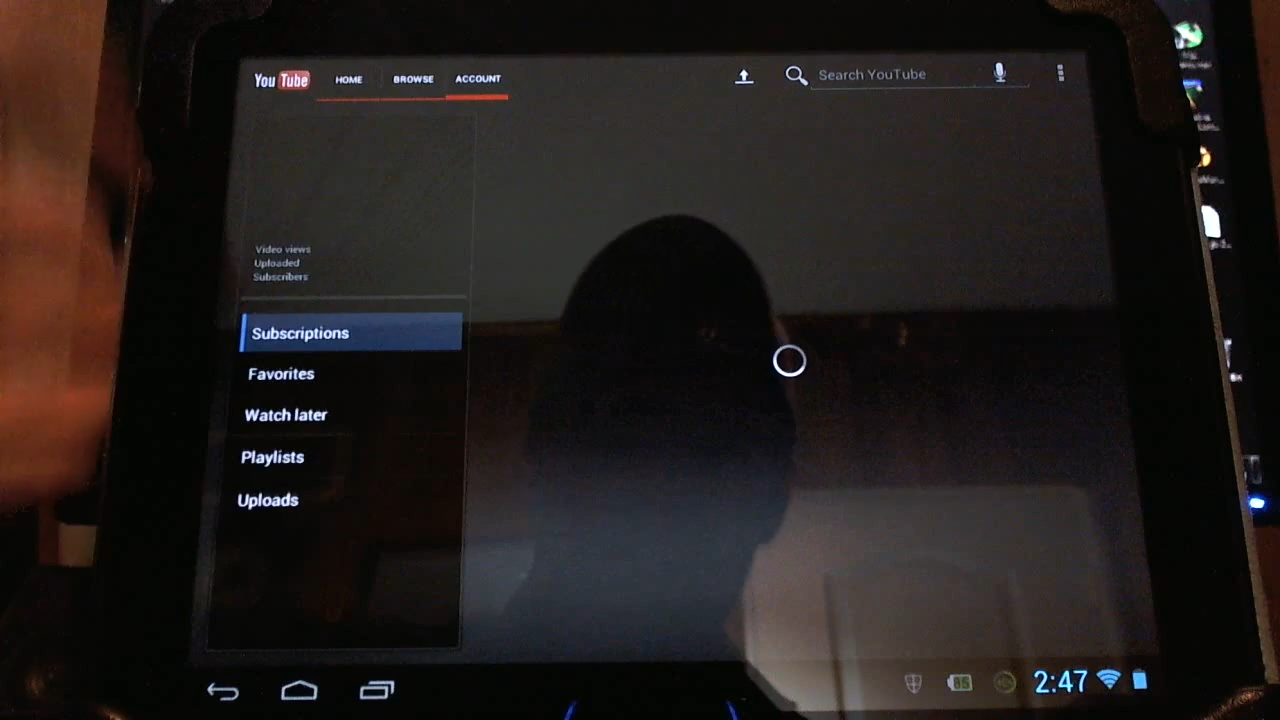 YouTube HOME BROWSE ACCOUNT Search YouTube
Video views
Uploaded
Subscribers
Subscriptions
Favorites
Watch later
Playlists
Uploads
2:47